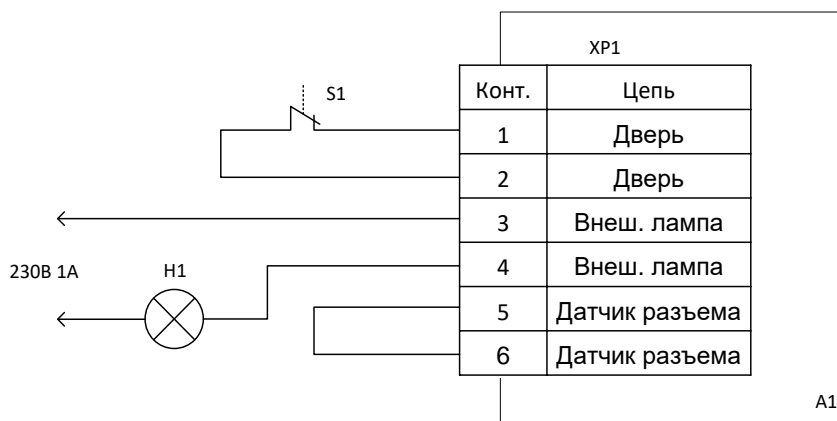 XP1
S1
Конт. Цепь
1 Дверь
2 Дверь
3 Внеш. лампа
230В 1А
H1
4 Внеш. лампа
5 Датчик разъема
6 Датчик разъема
A1